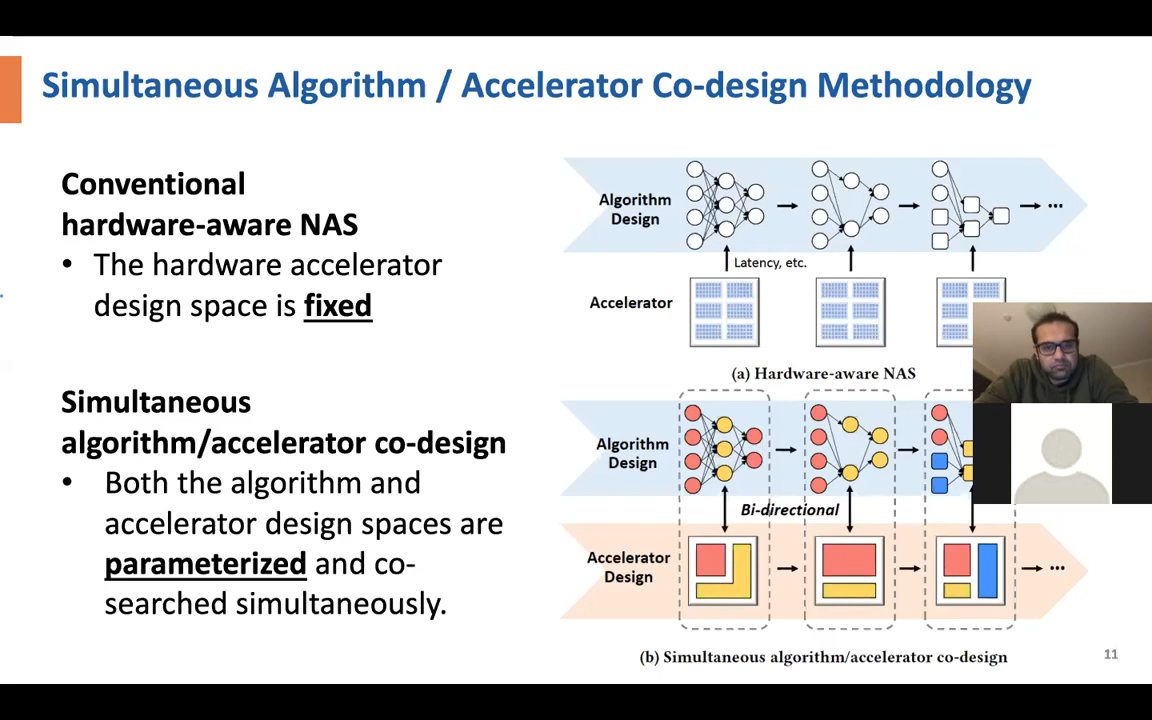 Simultaneous Algorithm / Accelerator Co-design Methodology
Conventional
hardware-aware NAS
• The hardware accelerator
design space is fixed
Simultaneous
algorithm/accelerator co-design
• Both the algorithm and
accelerator design spaces are
parameterized and co-
searched simultaneously.
Algorithm
Design
...
Latency, etc.
Accelerator
(a) Hardware-aware NAS
Algorithm
Design
Bi-directional
Accelerator
Design
...
(b) Simultaneous algorithm/accelerator co-design
11